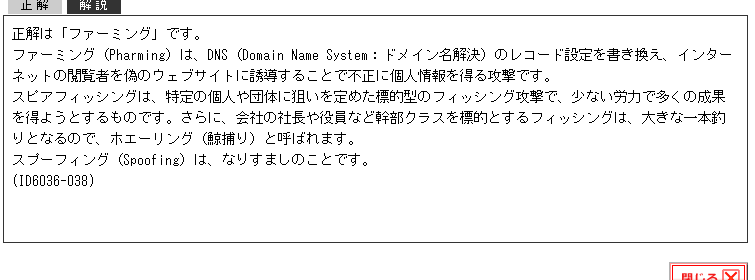 正解 解説
正解は「ファーミング」です。
ファーミング（Pharming）は、DNS（Domain Name System：ドメイン名解決）のレコード設定を書き換え、インター
ネットの閲覧者を偽のウェブサイトに誘導することで不正に個人情報を得る攻撃です。
スピアフィッシングは、特定の個人や団体に狙いを定めた標的型のフィッシング攻撃で、少ない労力で多くの成果
を得ようとするものです。さらに、会社の社長や役員など幹部クラスを標的とするフィッシングは、大きな一本釣
りとなるので、ホエーリング（鯨捕り）と呼ばれます。
スプーフィング（Spoofing）は、なりすましのことです。
(ID6036-038)
閉じる